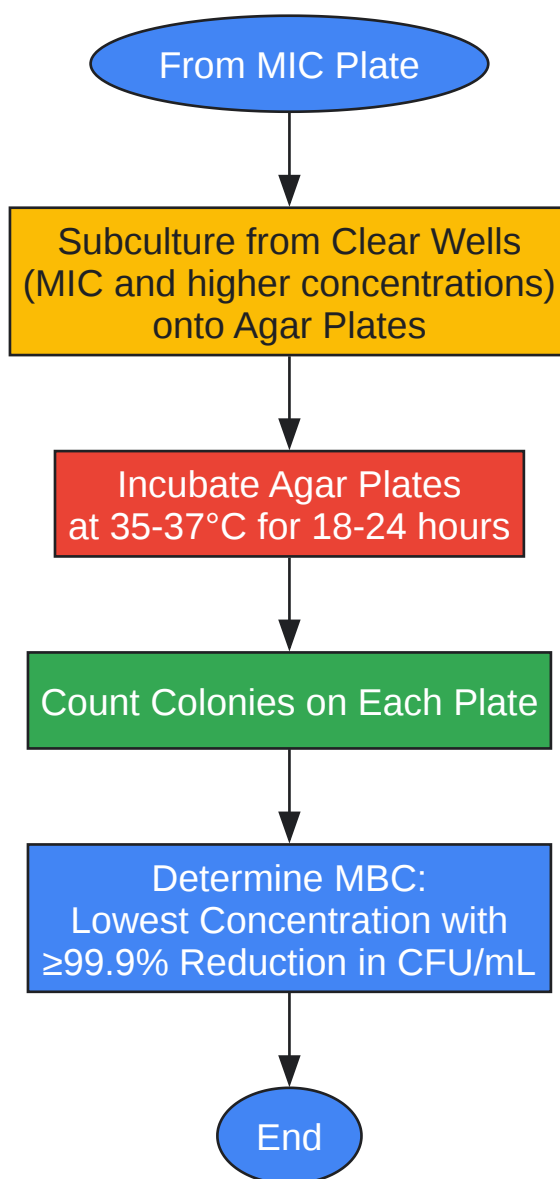 From MIC Plate
Subculture from Clear Wells
(MIC and higher concentrations)
onto Agar Plates
Incubate Agar Plates
at 35-37°C for 18-24 hours
Count Colonies on Each Plate
Determine MBC:
Lowest Concentration with
≥99.9% Reduction in CFU/mL
End